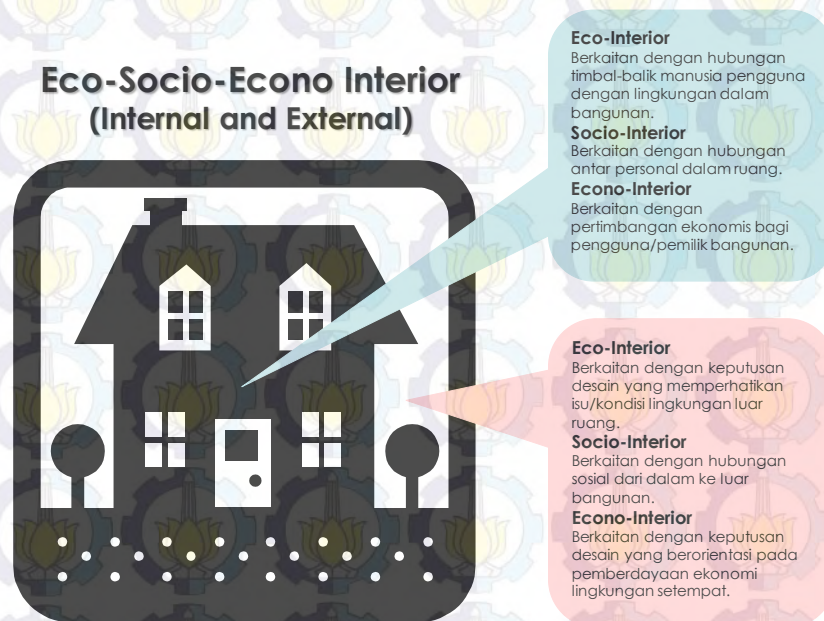 Eco-Socio-Econo Interior
(Internal and External)
Eco-Interior
Berkaitan dengan hubungan
timbal-balik manusia pengguna
dengan lingkungan dalam
bangunan.
Socio-Interior
Berkaitan dengan hubungan
antar personal dalam ruang.
Econo-Interior
Berkaitan dengan
pertimbangan ekonomis bagi
pengguna/pemilik bangunan.
Eco-Interior
Berkaitan dengan keputusan
desain yang memperhatikan
isu/kondisi lingkungan luar
ruang.
Socio-Interior
Berkaitan dengan hubungan
sosial dari dalam ke luar
bangunan.
Econo-Interior
Berkaitan dengan keputusan
desain yang berorientasi pada
pemberdayaan ekonomi
lingkungan setempat.